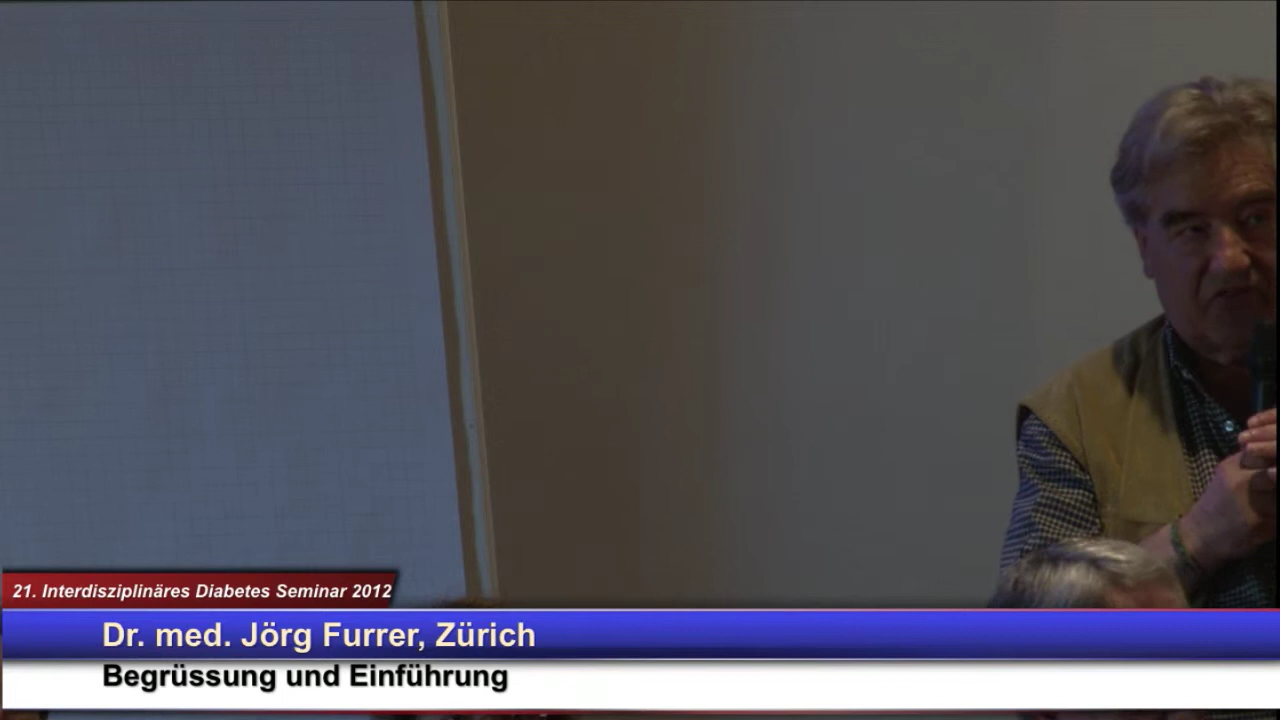 21. Interdisziplinäres Diabetes Seminar 2012
Dr. med. Jörg Furrer, Zürich
Begrüssung und Einführung